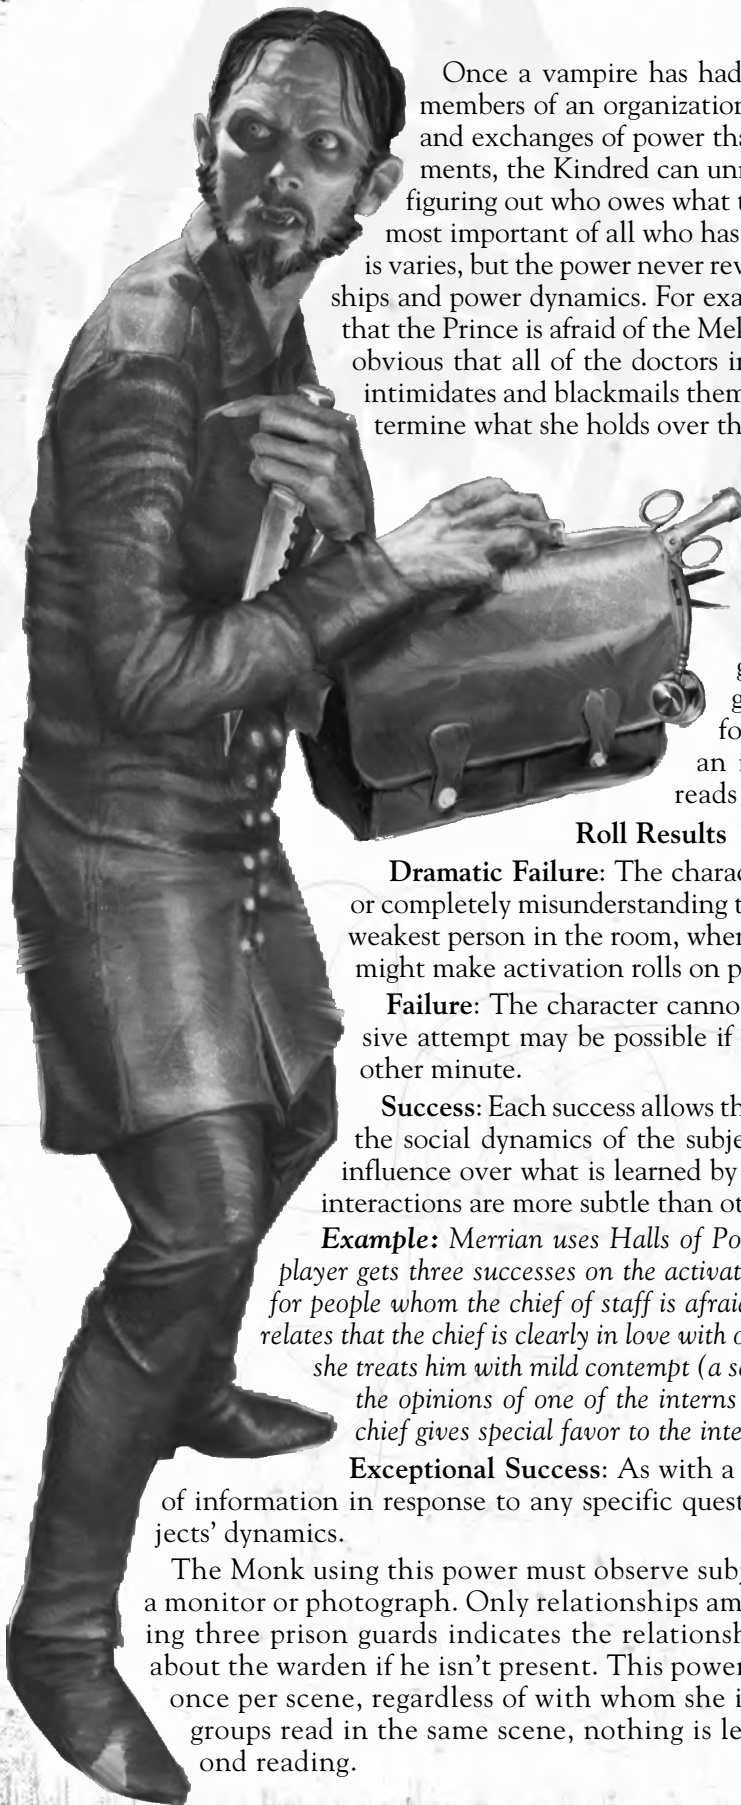 Once a vampire has had
members of an organization
and exchanges of power tha
ments, the Kindred can unr
figuring out who owes what t
most important of all who has
is varies, but the power never rev
ships and power dynamics. For exa
that the Prince is afraid of the Mek
obvious that all of the doctors in
intimidates and blackmails them
termine what she holds over th
g
g
fo
an i
reads
Roll Results
Dramatic Failure: The charac
or completely misunderstanding t
weakest person in the room, when
might make activation rolls on p
Failure: The character canno
sive attempt may be possible if
other minute.
Success: Each success allows th
the social dynamics of the subje
influence over what is learned by
interactions are more subtle than ot
Example: Merrian uses Halls of Po
player gets three successes on the activat
for people whom the chief of staff is afraid
relates that the chief is clearly in love with o
she treats him with mild contempt (a se
the opinions of one of the interns
chief gives special favor to the inte
Exceptional Success: As with a
of information in response to any specific quest
jects' dynamics.
The Monk using this power must observe subj
a monitor or photograph. Only relationships am
ing three prison guards indicates the relationsh
about the warden if he isn't present. This power
once per scene, regardless of with whom she i
groups read in the same scene, nothing is le
ond reading.